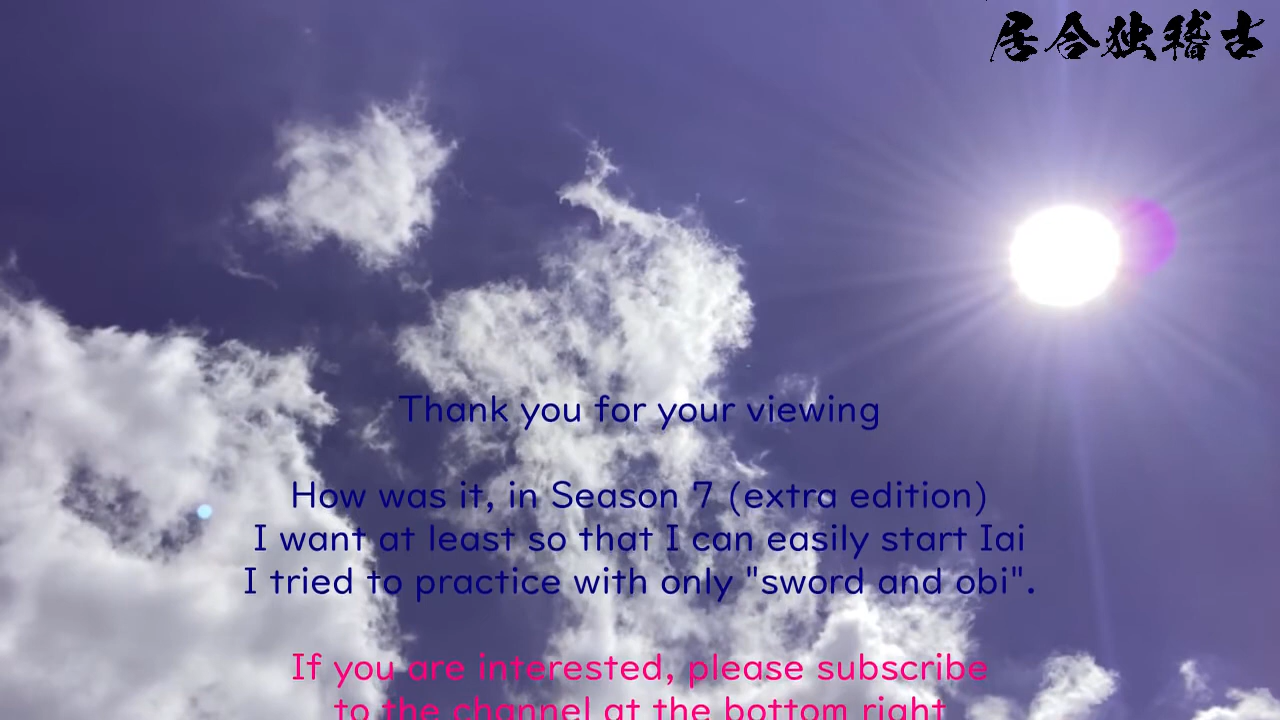 居合独稽古
Thank you for your viewing
How was it, in Season 7 (extra edition)
I want at least so that I can easily start Iai
I tried to practice with only "sword and obi".
If you are interested, please subscribe
to the channel at the bottom right